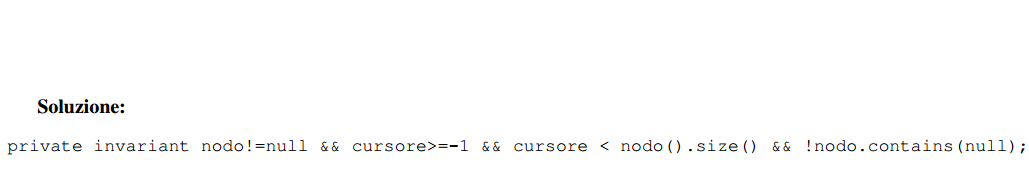 Soluzione:
private invariant nodo!=null && cursore>=-1 && cursore < nodo().size() && !nodo.contains(null);